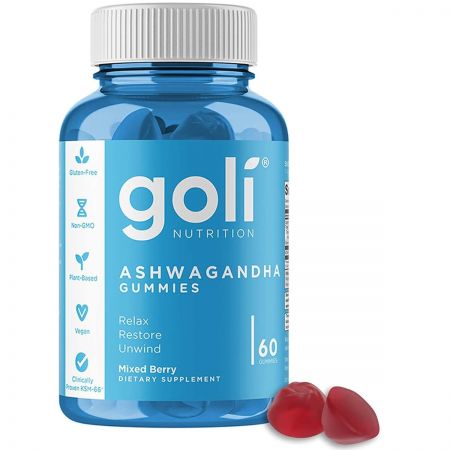 goli®
NUTRITION
ASHWAGANDHA
GUMMIES
Relax
Restore
Unwind
60
GUMMIES
Mixed Berry
DIETARY SUPPLEMENT
Gluten-Free
Non-GMO
Plant-Based
Vegan
Clinically
Proven KSM-66®